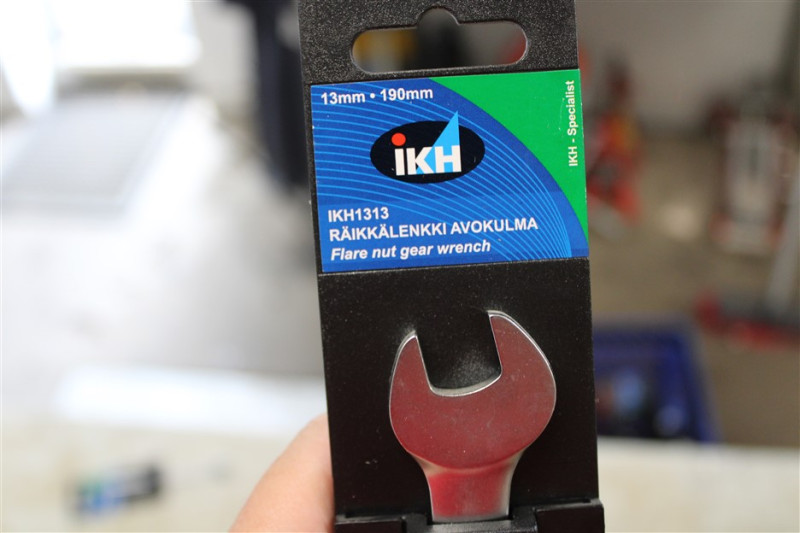 13mm • 190mm
IKH - Specialist
iKH
IKH1313
RÄIKKÄLENKKI AVOKULMA
Flare nut gear wrench